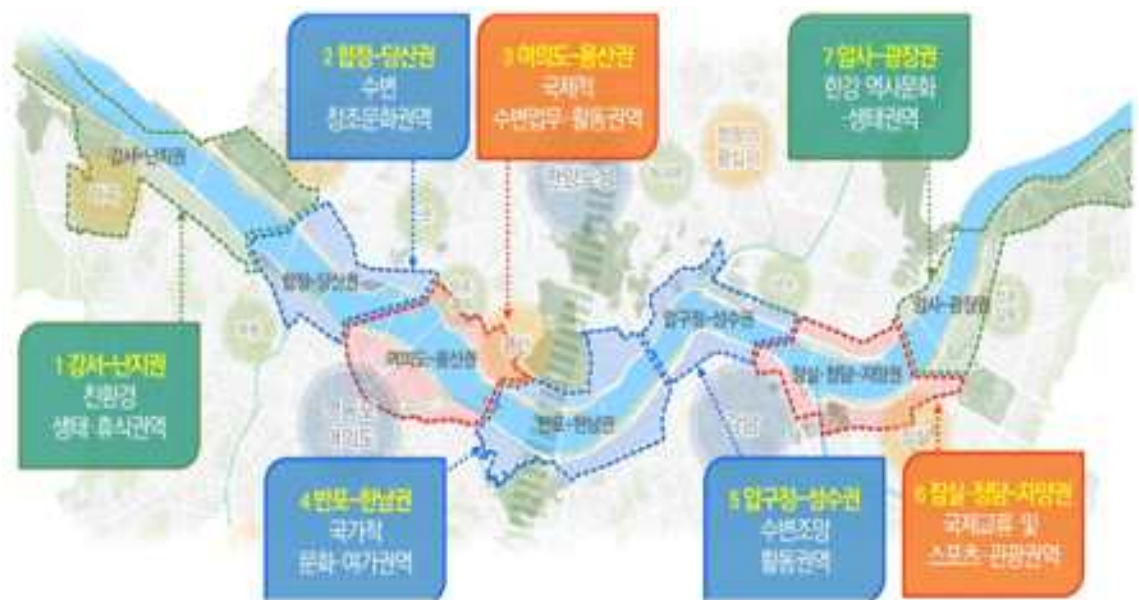 2 합정-당산권
수변
창조문화권역
3 여의도-용산권
국제적
수변업무·활동권역
7 암사-광장권
한강 역사문화
·생태권역
강서-난지권
합정-당산권
여의도-용산권
반포-한남권
압구정-성수권
잠실·청담·자양권
암사-광장권
용산
강남
1 강서-난지권
친환경
생태·휴식권역
4 반포-한남권
국가적
문화·여가권역
5 압구정-성수권
수변조망
활동권역
6 잠실·청담·자양권
국제교류 및
스포츠·관광권역